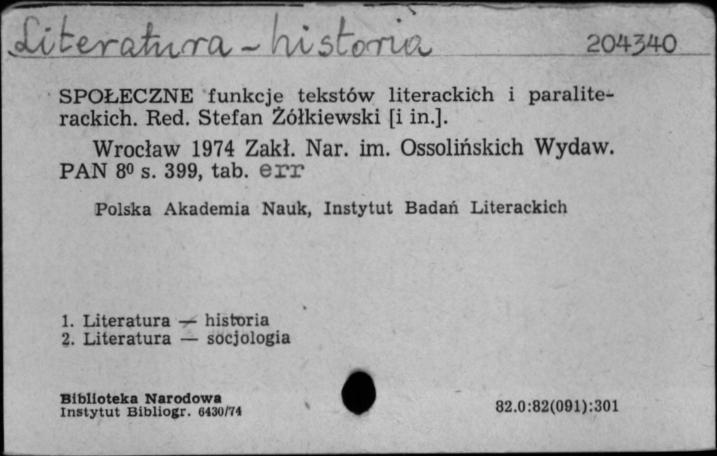 Literatura - historia 204340
SPOŁECZNE funkcje tekstów literackich i paralite-
rackich. Red. Stefan Żółkiewski [i in.].
Wrocław 1974 Zakł. Nar. im. Ossolińskich Wydaw.
PAN 8⁰ s. 399, tab. err
Polska Akademia Nauk, Instytut Badań Literackich
1. Literatura — historia
2. Literatura — socjologia
Biblioteka Narodowa
Instytut Bibliogr. 6430/74
82.0:82(091):301